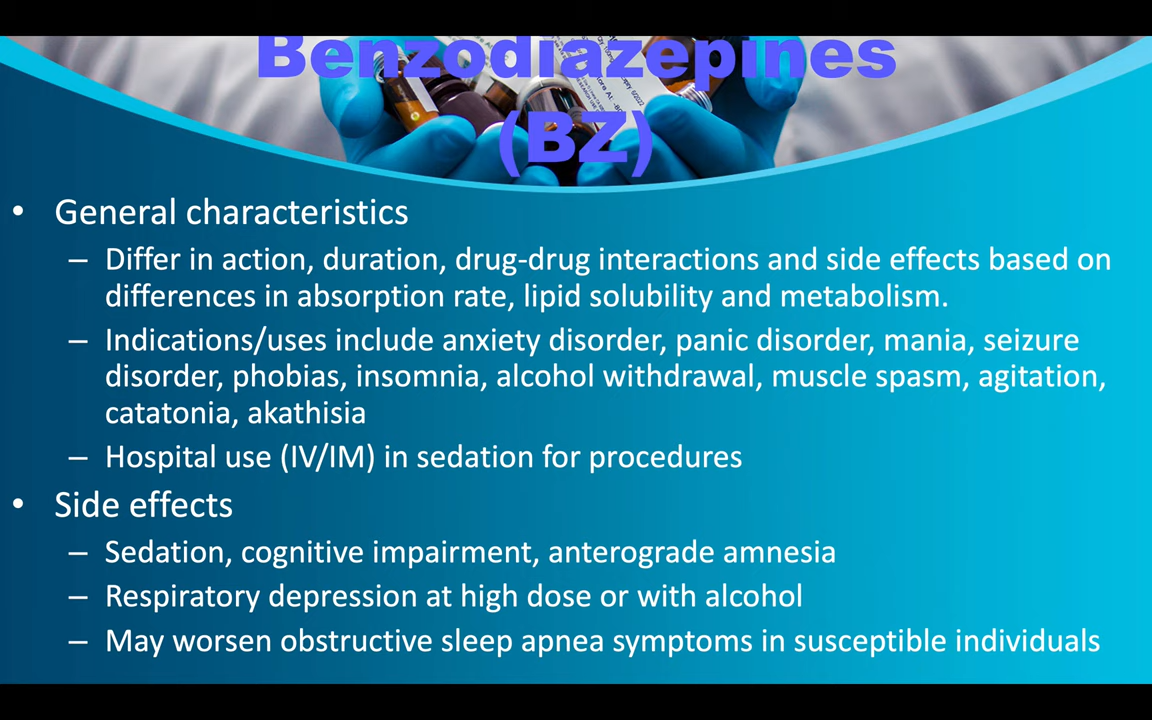 Benzodiazepines
(BZ)
• General characteristics
– Differ in action, duration, drug-drug interactions and side effects based on
differences in absorption rate, lipid solubility and metabolism.
– Indications/uses include anxiety disorder, panic disorder, mania, seizure
disorder, phobias, insomnia, alcohol withdrawal, muscle spasm, agitation,
catatonia, akathisia
– Hospital use (IV/IM) in sedation for procedures
• Side effects
– Sedation, cognitive impairment, anterograde amnesia
– Respiratory depression at high dose or with alcohol
– May worsen obstructive sleep apnea symptoms in susceptible individuals